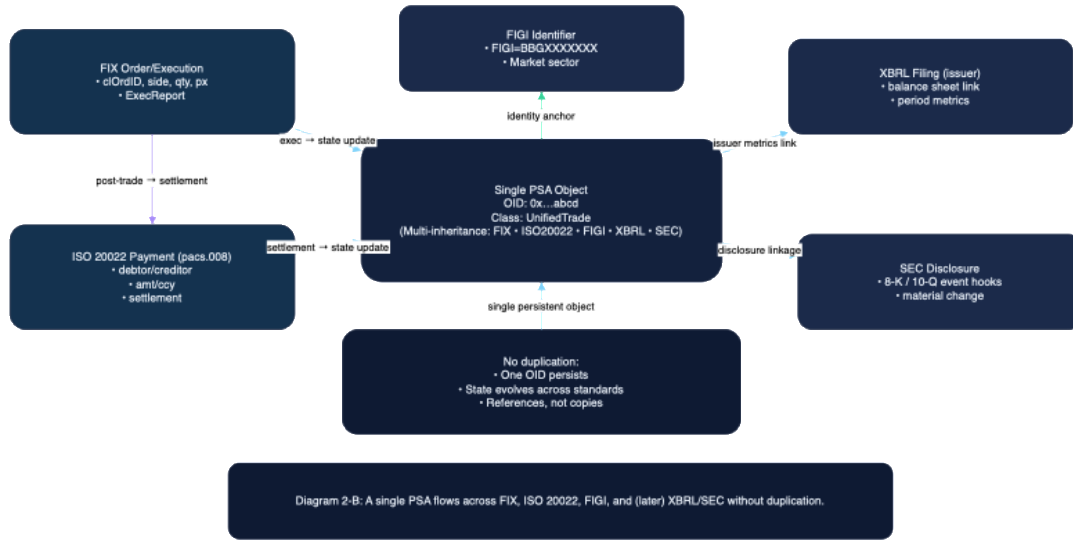 FIGI Identifier
• FIGI=BBGXXXXXXX
• Market sector
FIX Order/Execution
• clOrdID, side, qty, px
• ExecReport
XBRL Filing (issuer)
• balance sheet link
• period metrics
identity anchor
exec → state update
issuer metrics link
post-trade → settlement
Single PSA Object
OID: 0x...abcd
Class: UnifiedTrade
(Multi-inheritance: FIX • ISO20022 • FIGI • XBRL • SEC)
settlement → state update
disclosure linkage
ISO 20022 Payment (pacs.008)
• debtor/creditor
• amt/ccy
• settlement
SEC Disclosure
• 8-K / 10-Q event hooks
• material change
single persistent object
No duplication:
• One OID persists
• State evolves across standards
• References, not copies
Diagram 2-B: A single PSA flows across FIX, ISO 20022, FIGI, and (later) XBRL/SEC without duplication.